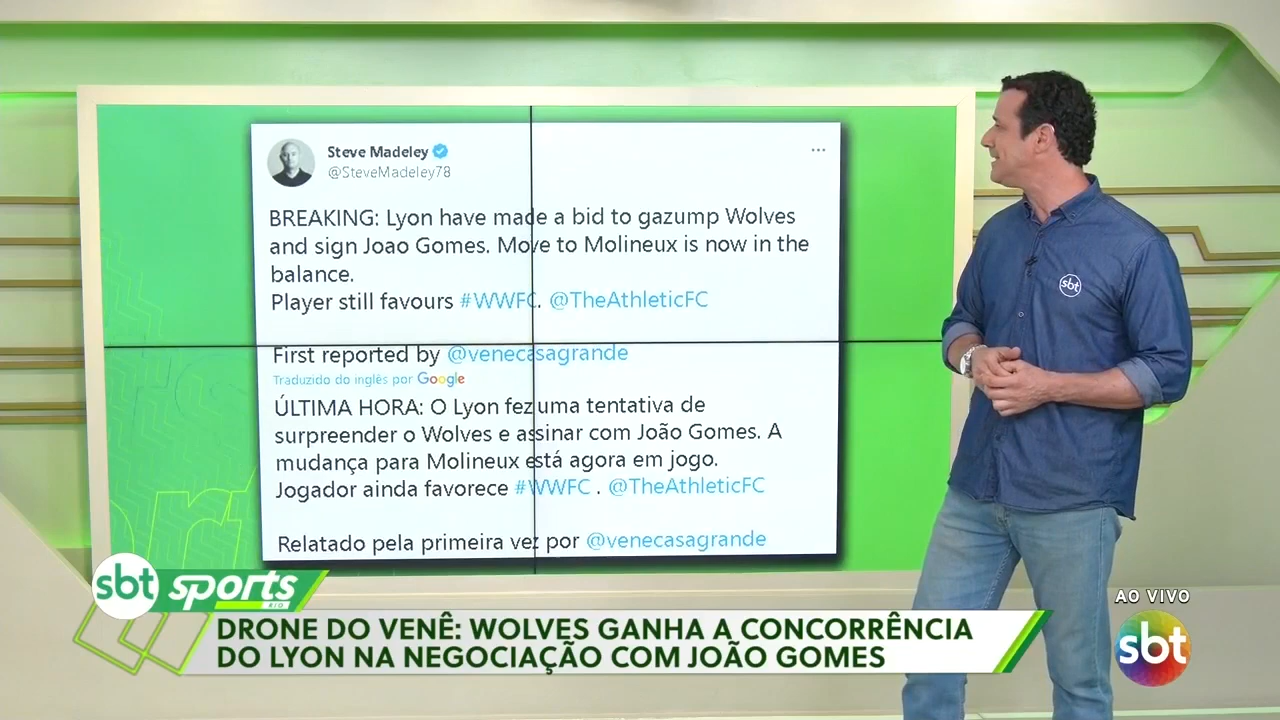 Steve Madeley
@SteveMadeley78
BREAKING: Lyon have made a bid to gazump Wolves
and sign Joao Gomes. Move to Molineux is now in the
balance.
Player still favours #WWFC. @TheAthleticFC
First reported by @venecasagrande
Traduzido do inglês por Google
ÚLTIMA HORA: O Lyon fez uma tentativa de
surpreender o Wolves e assinar com João Gomes. A
mudança para Molineux está agora em jogo.
Jogador ainda favorece #WWFC . @TheAthleticFC
Relatado pela primeira vez por @venecasagrande
sbt
sbt sports
RIO
DRONE DO VENÊ: WOLVES GANHA A CONCORRÊNCIA
DO LYON NA NEGOCIAÇÃO COM JOÃO GOMES
AO VIVO
sbt